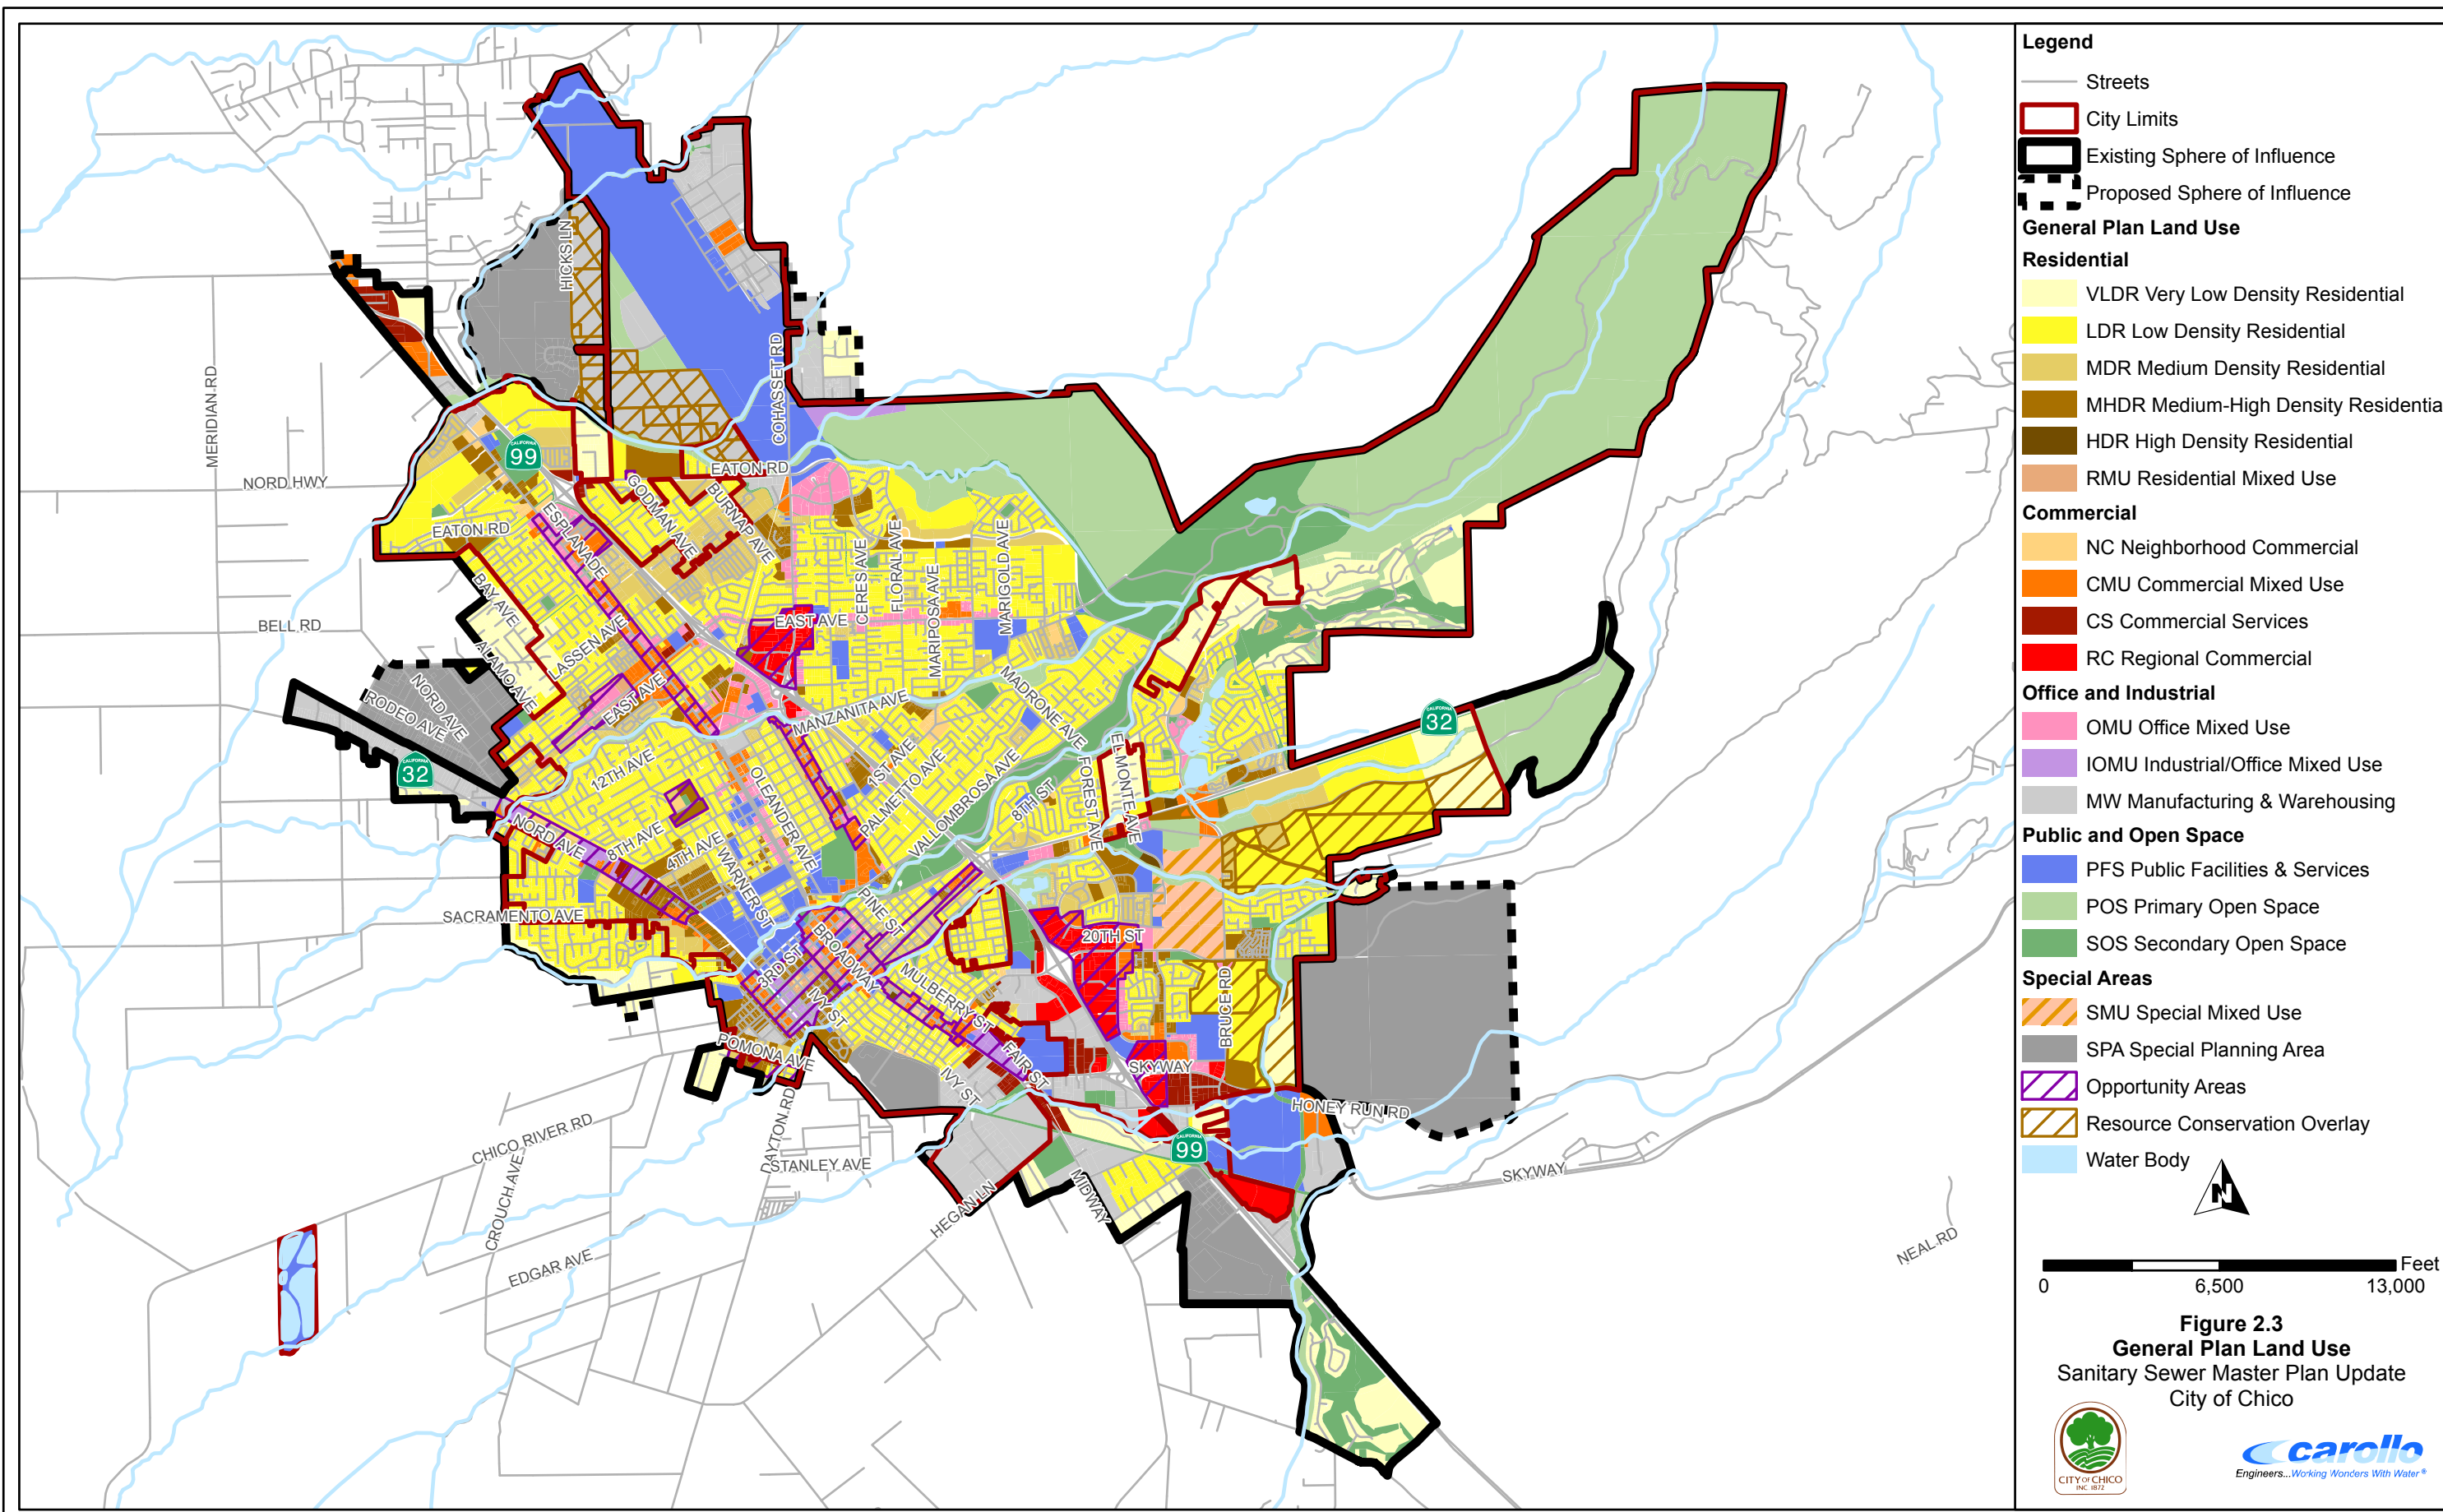 HICKS LN
MERIDIAN RD
COHASSET RD
CALIFORNIA
99
NORD HWY
EATON RD
EATON RD
GODMAN AVE
BURNAP AVE
ESPLANADE
CERES AVE
FLORAL AVE
MARIPOSA AVE
MARIGOLD AVE
BAY AVE
BELL RD
EAST AVE
LASSEN AVE
ALAMO AVE
NORD AVE
RODEO AVE
EAST AVE
MANZANITA AVE
MADRONE AVE
CALIFORNIA
32
CALIFORNIA
32
12TH AVE
OLEANDER AVE
1ST AVE
PALMETTO AVE
VALLOMBROSA AVE
8TH ST
FOREST AVE
EL MONTE AVE
NORD AVE
8TH AVE
4TH AVE
WARNER ST
SACRAMENTO AVE
PINE ST
BROADWAY
3RD ST
IVY ST
MULBERRY ST
20TH ST
BRUCE RD
POMONA AVE
IVY ST
FAIR ST
SKYWAY
HONEY RUN RD
CHICO RIVER RD
DAYTON RD
STANLEY AVE
CALIFORNIA
99
CROUCH AVE
HEGAN LN
MIDWAY
SKYWAY
EDGAR AVE
NEAL RD
Legend
Streets
City Limits
Existing Sphere of Influence
Proposed Sphere of Influence
General Plan Land Use
Residential
VLDR Very Low Density Residential
LDR Low Density Residential
MDR Medium Density Residential
MHDR Medium-High Density Residentia
HDR High Density Residential
RMU Residential Mixed Use
Commercial
NC Neighborhood Commercial
CMU Commercial Mixed Use
CS Commercial Services
RC Regional Commercial
Office and Industrial
OMU Office Mixed Use
IOMU Industrial/Office Mixed Use
MW Manufacturing & Warehousing
Public and Open Space
PFS Public Facilities & Services
POS Primary Open Space
SOS Secondary Open Space
Special Areas
SMU Special Mixed Use
SPA Special Planning Area
Opportunity Areas
Resource Conservation Overlay
Water Body
N
Feet
0 6,500 13,000
Figure 2.3
General Plan Land Use
Sanitary Sewer Master Plan Update
City of Chico
CITY OF CHICO
INC. 1872
carollo
Engineers...Working Wonders With Water®